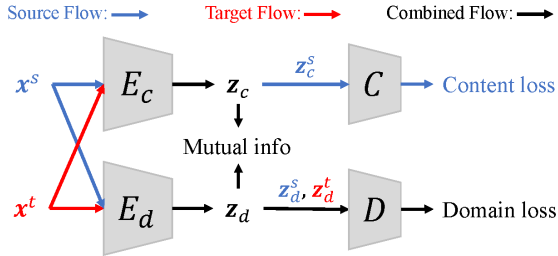 Source Flow: Target Flow: Combined Flow:
x^s E_c z_c z_c^s C Content loss
Mutual info
x^t E_d z_d z_d^s, z_d^t D Domain loss